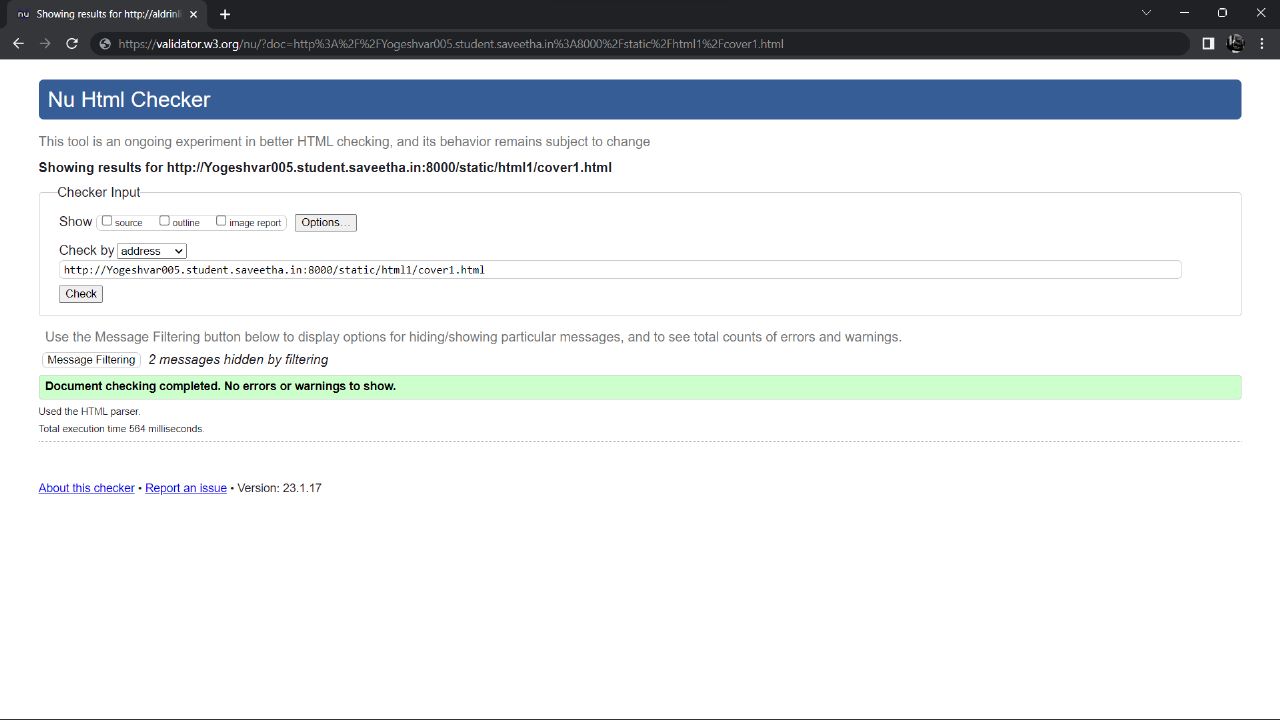 nu Showing results for http://aldrinl
https://validator.w3.org/nu/?doc=http%3A%2F%2FYogeshvar005.student.saveetha.in%3A8000%2Fstatic%2Fhtml1%2Fcover1.html
Nu Html Checker
This tool is an ongoing experiment in better HTML checking, and its behavior remains subject to change
Showing results for http://Yogeshvar005.student.saveetha.in:8000/static/html1/cover1.html
Checker Input
Show source outline image report Options...
Check by address
http://Yogeshvar005.student.saveetha.in:8000/static/html1/cover1.html
Check
Use the Message Filtering button below to display options for hiding/showing particular messages, and to see total counts of errors and warnings.
Message Filtering 2 messages hidden by filtering
Document checking completed. No errors or warnings to show.
Used the HTML parser.
Total execution time 564 milliseconds.
About this checker • Report an issue • Version: 23.1.17